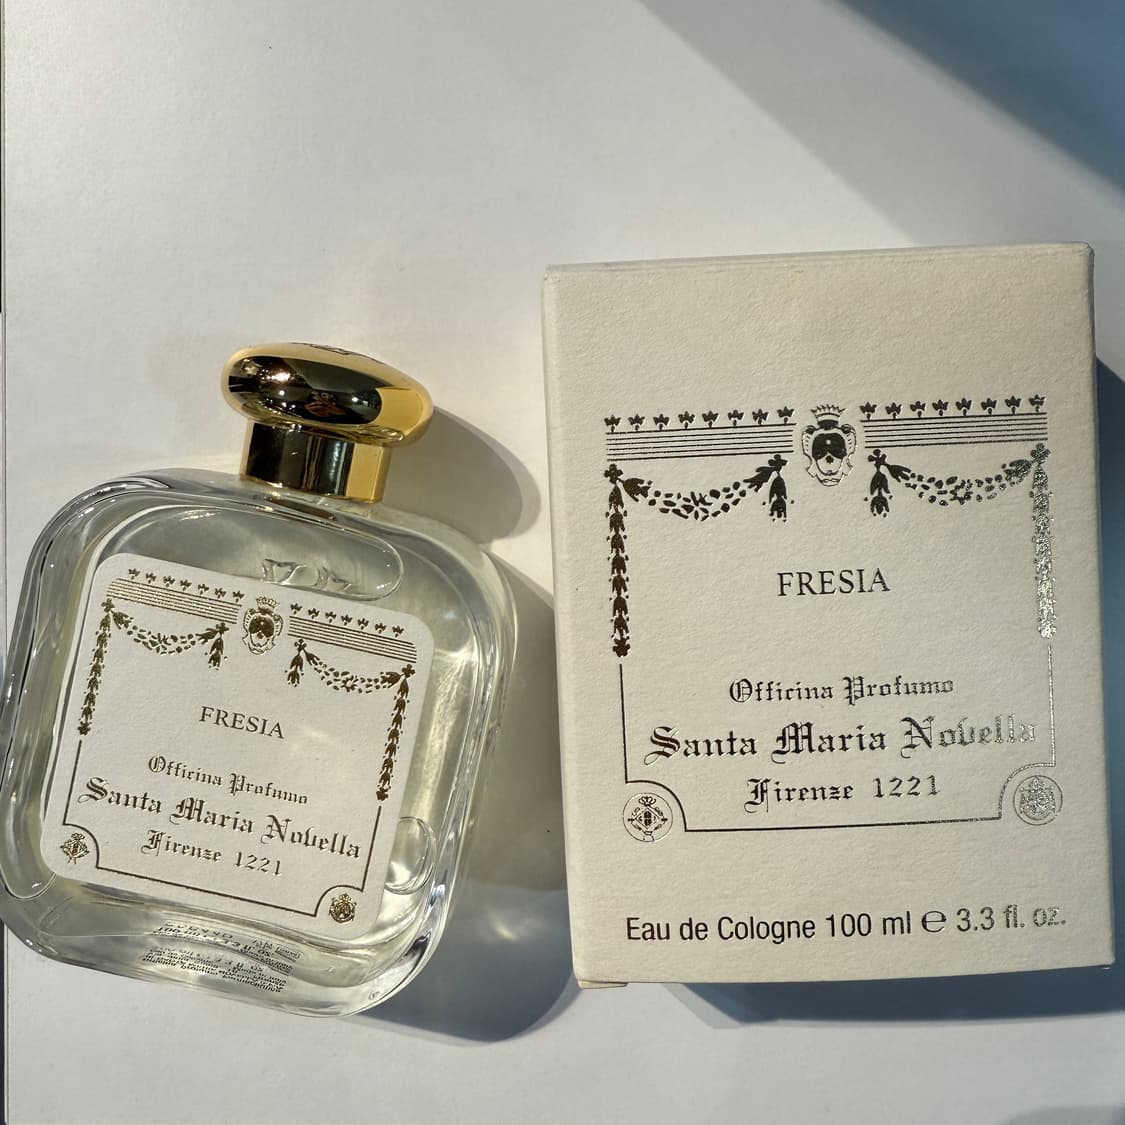 FRESIA
Officina Profumo
Santa Maria Novella
Firenze 1221
FRESIA
Officina Profumo
Santa Maria Novella
Firenze 1221
Eau de Cologne 100 ml ℮ 3.3 fl. oz.